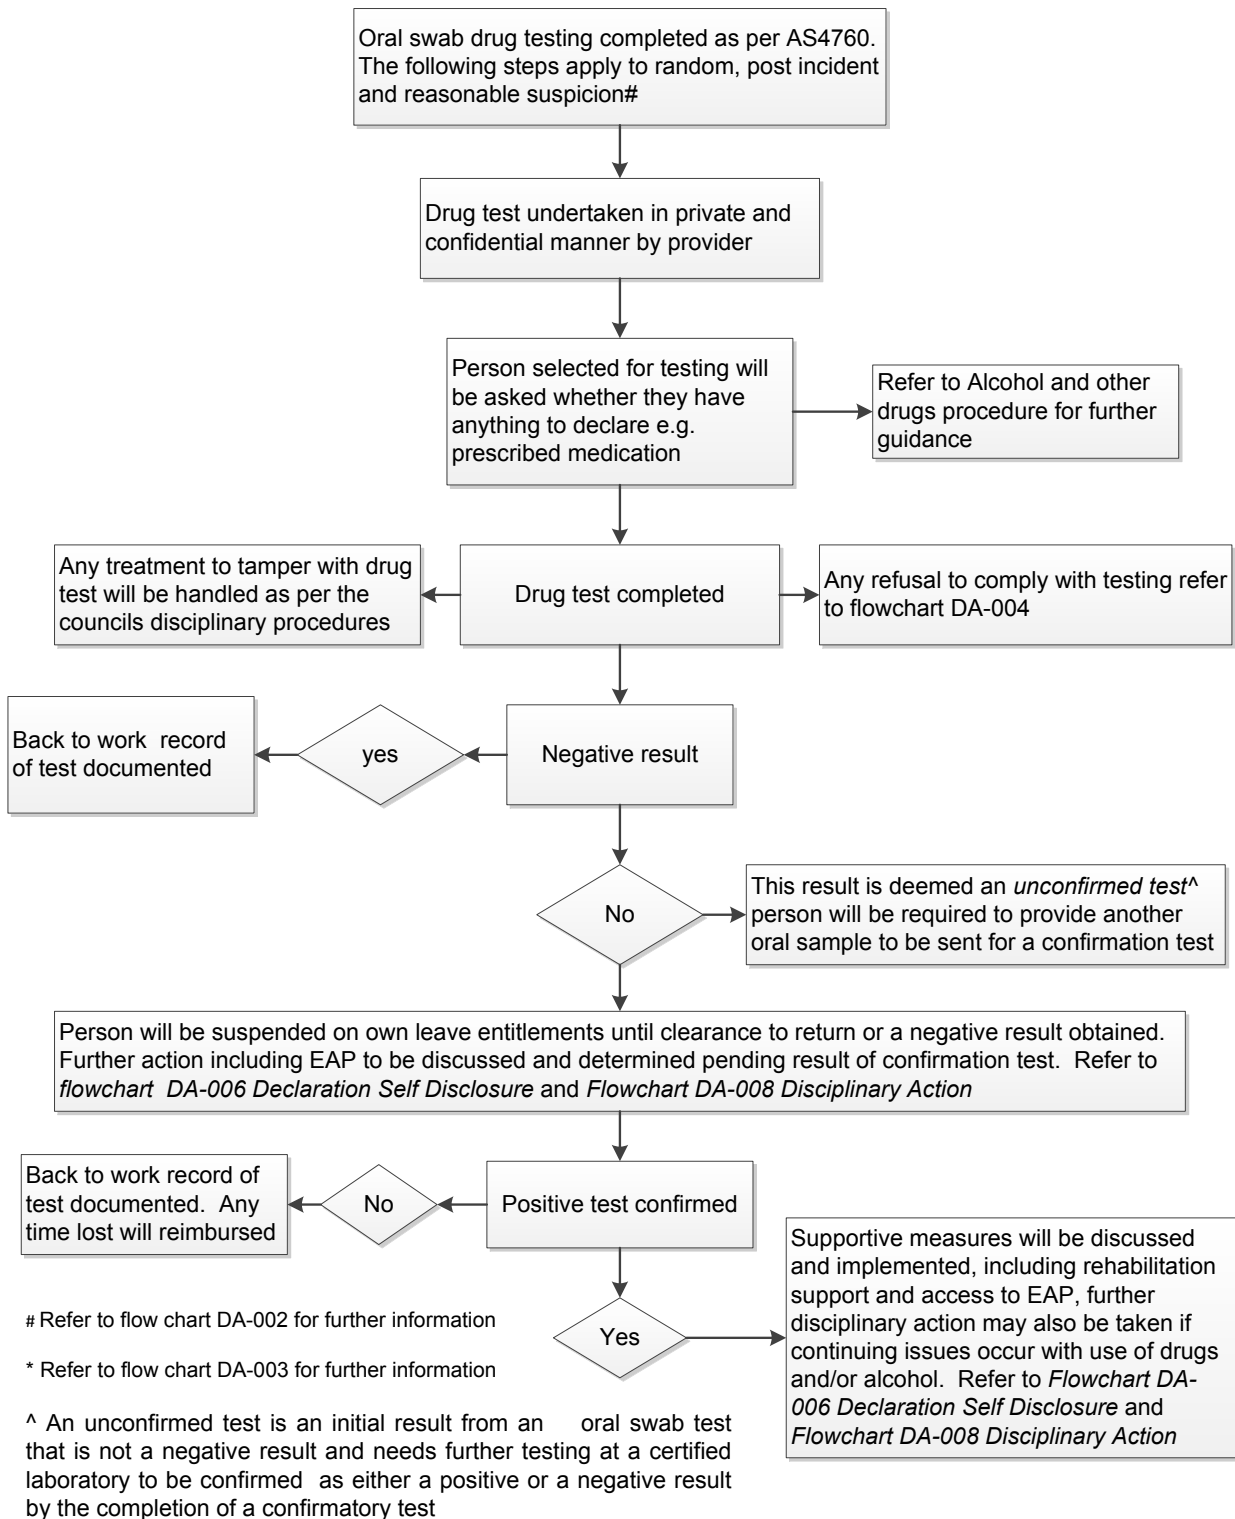 Oral swab drug testing completed as per AS4760.
The following steps apply to random, post incident
and reasonable suspicion#
Drug test undertaken in private and
confidential manner by provider
Person selected for testing will
be asked whether they have
anything to declare e.g.
prescribed medication
Refer to Alcohol and other
drugs procedure for further
guidance
Any treatment to tamper with drug
test will be handled as per the
councils disciplinary procedures
Drug test completed
Any refusal to comply with testing refer
to flowchart DA-004
Back to work record
of test documented
yes
Negative result
No
This result is deemed an unconfirmed test^
person will be required to provide another
oral sample to be sent for a confirmation test
Person will be suspended on own leave entitlements until clearance to return or a negative result obtained.
Further action including EAP to be discussed and determined pending result of confirmation test. Refer to
flowchart DA-006 Declaration Self Disclosure and Flowchart DA-008 Disciplinary Action
Back to work record of
test documented. Any
time lost will reimbursed
No
Positive test confirmed
Yes
Supportive measures will be discussed
and implemented, including rehabilitation
support and access to EAP, further
disciplinary action may also be taken if
continuing issues occur with use of drugs
and/or alcohol. Refer to Flowchart DA-
006 Declaration Self Disclosure and
Flowchart DA-008 Disciplinary Action
# Refer to flow chart DA-002 for further information
* Refer to flow chart DA-003 for further information
^ An unconfirmed test is an initial result from an oral swab test
that is not a negative result and needs further testing at a certified
laboratory to be confirmed as either a positive or a negative result
by the completion of a confirmatory test